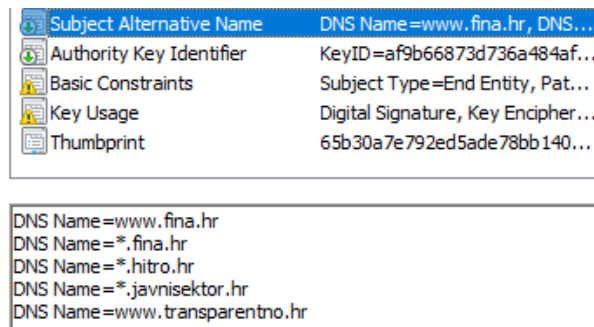 Subject Alternative Name DNS Name=www.fina.hr, DNS...
Authority Key Identifier KeyID=af9b66873d736a484af...
Basic Constraints Subject Type=End Entity, Pat...
Key Usage Digital Signature, Key Encipher...
Thumbprint 65b30a7e792ed5ade78bb140...
DNS Name=www.fina.hr
DNS Name=*.fina.hr
DNS Name=*.hitro.hr
DNS Name=*.javnisektor.hr
DNS Name=www.transparentno.hr